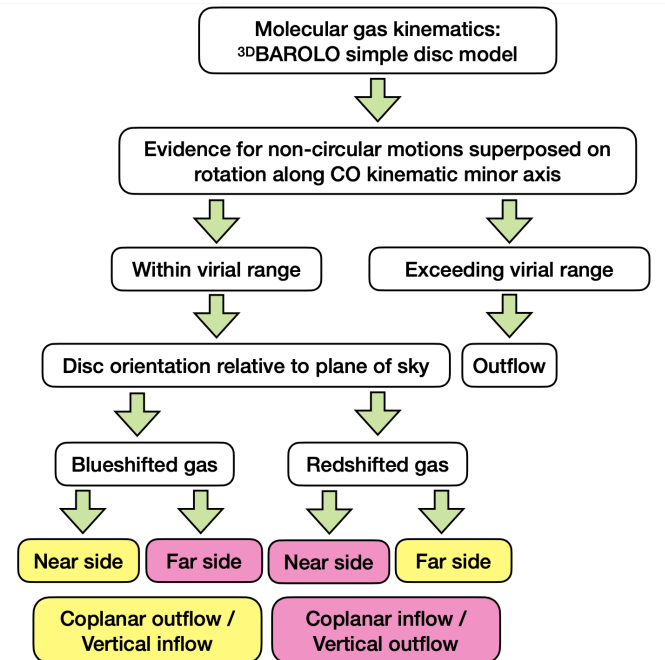 Molecular gas kinematics:
³ᴰBAROLO simple disc model
Evidence for non-circular motions superposed on
rotation along CO kinematic minor axis
Within virial range
Exceeding virial range
Disc orientation relative to plane of sky
Outflow
Blueshifted gas
Redshifted gas
Near side
Far side
Near side
Far side
Coplanar outflow /
Vertical inflow
Coplanar inflow /
Vertical outflow